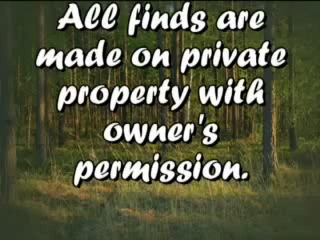 All finds are
made on private
property with
owner's
permission.